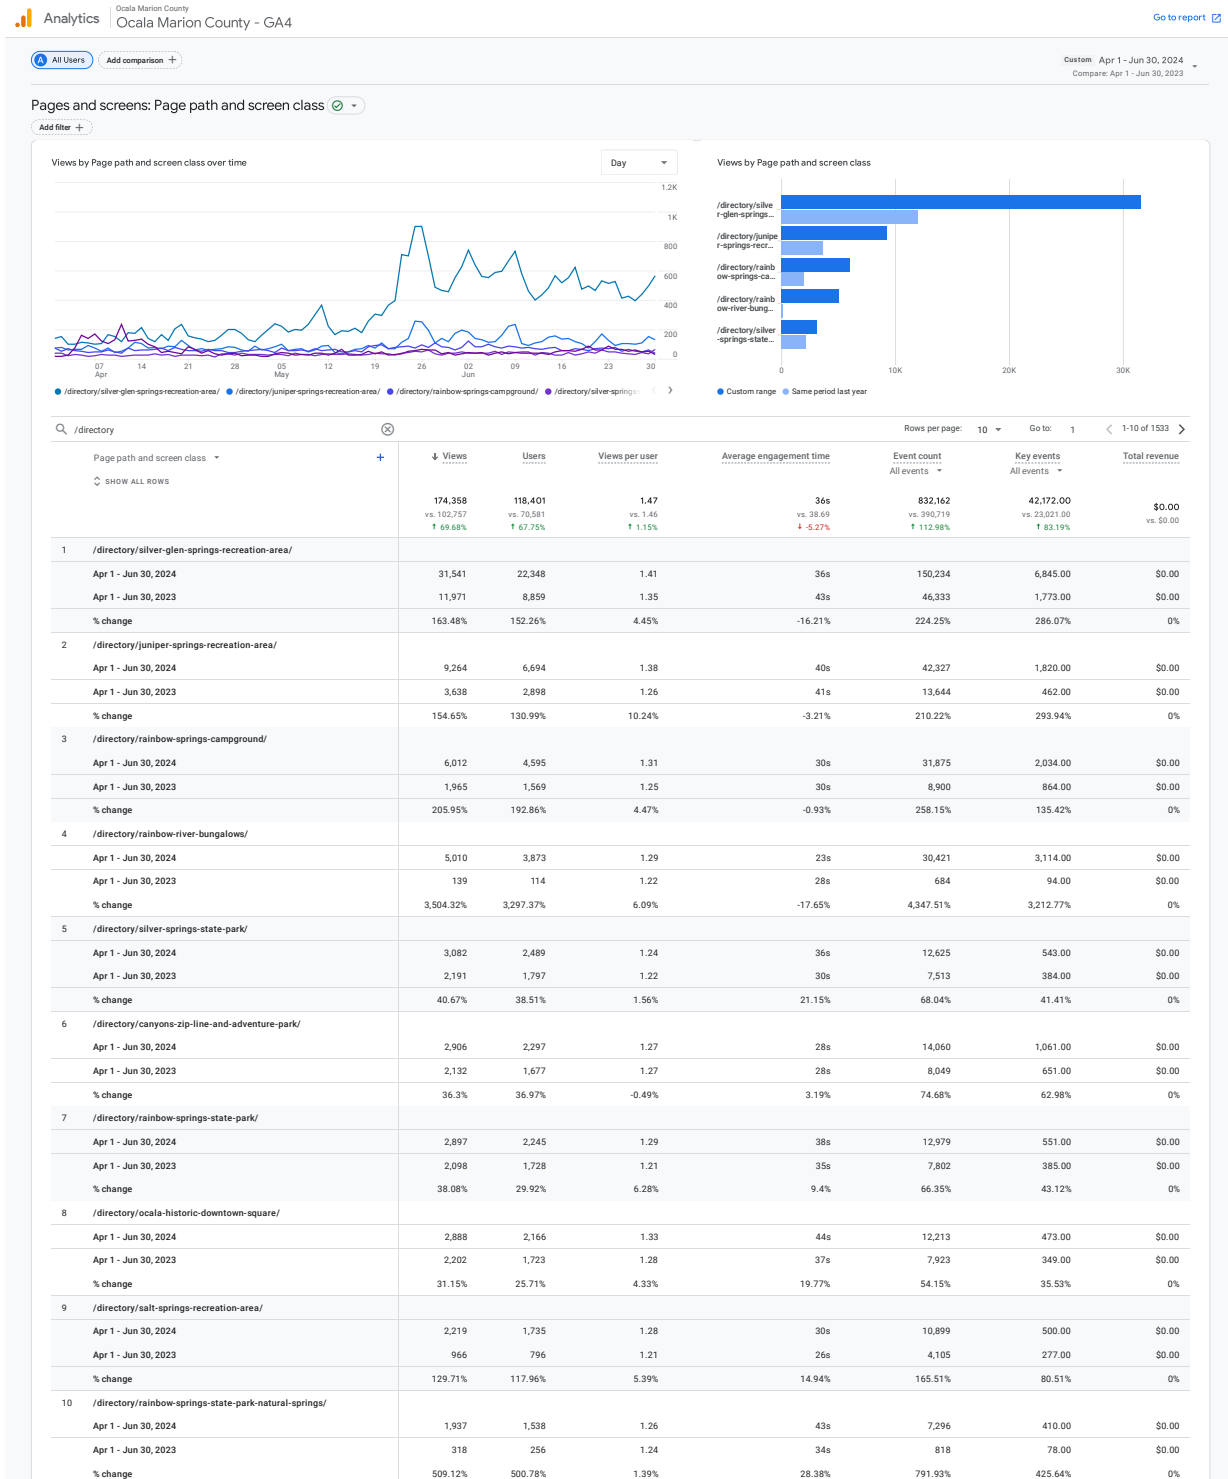 Analytics
Ocala Marion County
Ocala Marion County - GA4
Go to report
A All Users
Add comparison +
Custom Apr 1 - Jun 30, 2024
Compare: Apr 1 - Jun 30, 2023
Pages and screens: Page path and screen class
Add filter +
Views by Page path and screen class over time
Day
1.2K
1K
800
600
400
200
0
07 14 21 28 05 12 19 26 02 09 16 23 30
Apr May Jun
/directory/silver-glen-springs-recreation-area/ /directory/juniper-springs-recreation-area/ /directory/rainbow-springs-campground/ /directory/silver-springs-
Views by Page path and screen class
/directory/silve
r-glen-springs...
/directory/junipe
r-springs-recr...
/directory/rainb
ow-springs-ca...
/directory/rainb
ow-river-bung...
/directory/silver
-springs-state...
0 10K 20K 30K
Custom range Same period last year
/directory
Rows per page: 10 Go to: 1 1-10 of 1533
Page path and screen class + Views Users Views per user Average engagement time Event count Key events Total revenue
All events All events
SHOW ALL ROWS
174,358 118,401 1.47 36s 832,162 42,172.00 $0.00
vs. 102,757 vs. 70,581 vs. 1.46 vs. 38.69 vs. 390,719 vs. 23,021.00 vs. $0.00
↑ 69.68% ↑ 67.75% ↑ 1.15% ↓ -5.27% ↑ 112.98% ↑ 83.19%
1 /directory/silver-glen-springs-recreation-area/
Apr 1 - Jun 30, 2024 31,541 22,348 1.41 36s 150,234 6,845.00 $0.00
Apr 1 - Jun 30, 2023 11,971 8,859 1.35 43s 46,333 1,773.00 $0.00
% change 163.48% 152.26% 4.45% -16.21% 224.25% 286.07% 0%
2 /directory/juniper-springs-recreation-area/
Apr 1 - Jun 30, 2024 9,264 6,694 1.38 40s 42,327 1,820.00 $0.00
Apr 1 - Jun 30, 2023 3,638 2,898 1.26 41s 13,644 462.00 $0.00
% change 154.65% 130.99% 10.24% -3.21% 210.22% 293.94% 0%
3 /directory/rainbow-springs-campground/
Apr 1 - Jun 30, 2024 6,012 4,595 1.31 30s 31,875 2,034.00 $0.00
Apr 1 - Jun 30, 2023 1,965 1,569 1.25 30s 8,900 864.00 $0.00
% change 205.95% 192.86% 4.47% -0.93% 258.15% 135.42% 0%
4 /directory/rainbow-river-bungalows/
Apr 1 - Jun 30, 2024 5,010 3,873 1.29 23s 30,421 3,114.00 $0.00
Apr 1 - Jun 30, 2023 139 114 1.22 28s 684 94.00 $0.00
% change 3,504.32% 3,297.37% 6.09% -17.65% 4,347.51% 3,212.77% 0%
5 /directory/silver-springs-state-park/
Apr 1 - Jun 30, 2024 3,082 2,489 1.24 36s 12,625 543.00 $0.00
Apr 1 - Jun 30, 2023 2,191 1,797 1.22 30s 7,513 384.00 $0.00
% change 40.67% 38.51% 1.56% 21.15% 68.04% 41.41% 0%
6 /directory/canyons-zip-line-and-adventure-park/
Apr 1 - Jun 30, 2024 2,906 2,297 1.27 28s 14,060 1,061.00 $0.00
Apr 1 - Jun 30, 2023 2,132 1,677 1.27 28s 8,049 651.00 $0.00
% change 36.3% 36.97% -0.49% 3.19% 74.68% 62.98% 0%
7 /directory/rainbow-springs-state-park/
Apr 1 - Jun 30, 2024 2,897 2,245 1.29 38s 12,979 551.00 $0.00
Apr 1 - Jun 30, 2023 2,098 1,728 1.21 35s 7,802 385.00 $0.00
% change 38.08% 29.92% 6.28% 9.4% 66.35% 43.12% 0%
8 /directory/ocala-historic-downtown-square/
Apr 1 - Jun 30, 2024 2,888 2,166 1.33 44s 12,213 473.00 $0.00
Apr 1 - Jun 30, 2023 2,202 1,723 1.28 37s 7,923 349.00 $0.00
% change 31.15% 25.71% 4.33% 19.77% 54.15% 35.53% 0%
9 /directory/salt-springs-recreation-area/
Apr 1 - Jun 30, 2024 2,219 1,735 1.28 30s 10,899 500.00 $0.00
Apr 1 - Jun 30, 2023 966 796 1.21 26s 4,105 277.00 $0.00
% change 129.71% 117.96% 5.39% 14.94% 165.51% 80.51% 0%
10 /directory/rainbow-springs-state-park-natural-springs/
Apr 1 - Jun 30, 2024 1,937 1,538 1.26 43s 7,296 410.00 $0.00
Apr 1 - Jun 30, 2023 318 256 1.24 34s 818 78.00 $0.00
% change 509.12% 500.78% 1.39% 28.38% 791.93% 425.64% 0%